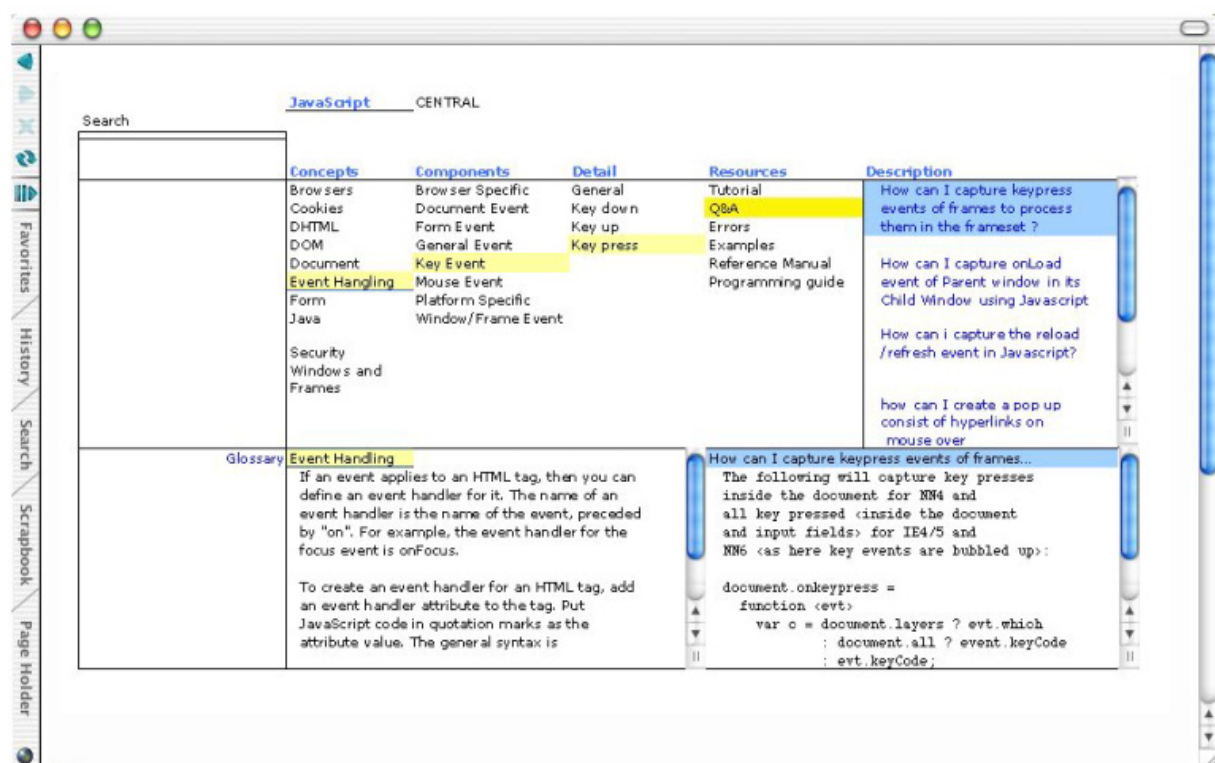 JavaScript CENTRAL
Search
Concepts Components Detail Resources Description
Browsers Browser Specific General Tutorial
Cookies Document Event Key down Q&A
DHTML Form Event Key up Errors
DOM General Event Key press Examples
Document Key Event Reference Manual
Event Hangling Mouse Event Programming guide
Form Platform Specific
Java Window/Frame Event
Security
Windows and
Frames
How can I capture keypress
events of frames to process
them in the frameset ?
How can I capture onLoad
event of Parent window in its
Child Window using Javascript
How can i capture the reload
/refresh event in Javascript?
how can I create a pop up
consist of hyperlinks on
mouse over
Glossary Event Handling
If an event applies to an HTML tag, then you can
define an event handler for it. The name of an
event handler is the name of the event, preceded
by "on". For example, the event handler for the
focus event is onFocus.
To create an event handler for an HTML tag, add
an event handler attribute to the tag. Put
JavaScript code in quotation marks as the
attribute value. The general syntax is
How can I capture keypress events of frames...
The following will capture key presses
inside the document for NN4 and
all key pressed <inside the document
and input fields> for IE4/5 and
NN6 <as here key events are bubbled up>:
document.onkeypress =
function <evt>
var c = document.layers ? evt.which
: document.all ? event.keyCode
: evt.keyCode;
Favorites
History
Search
Scrapbook
Page Holder